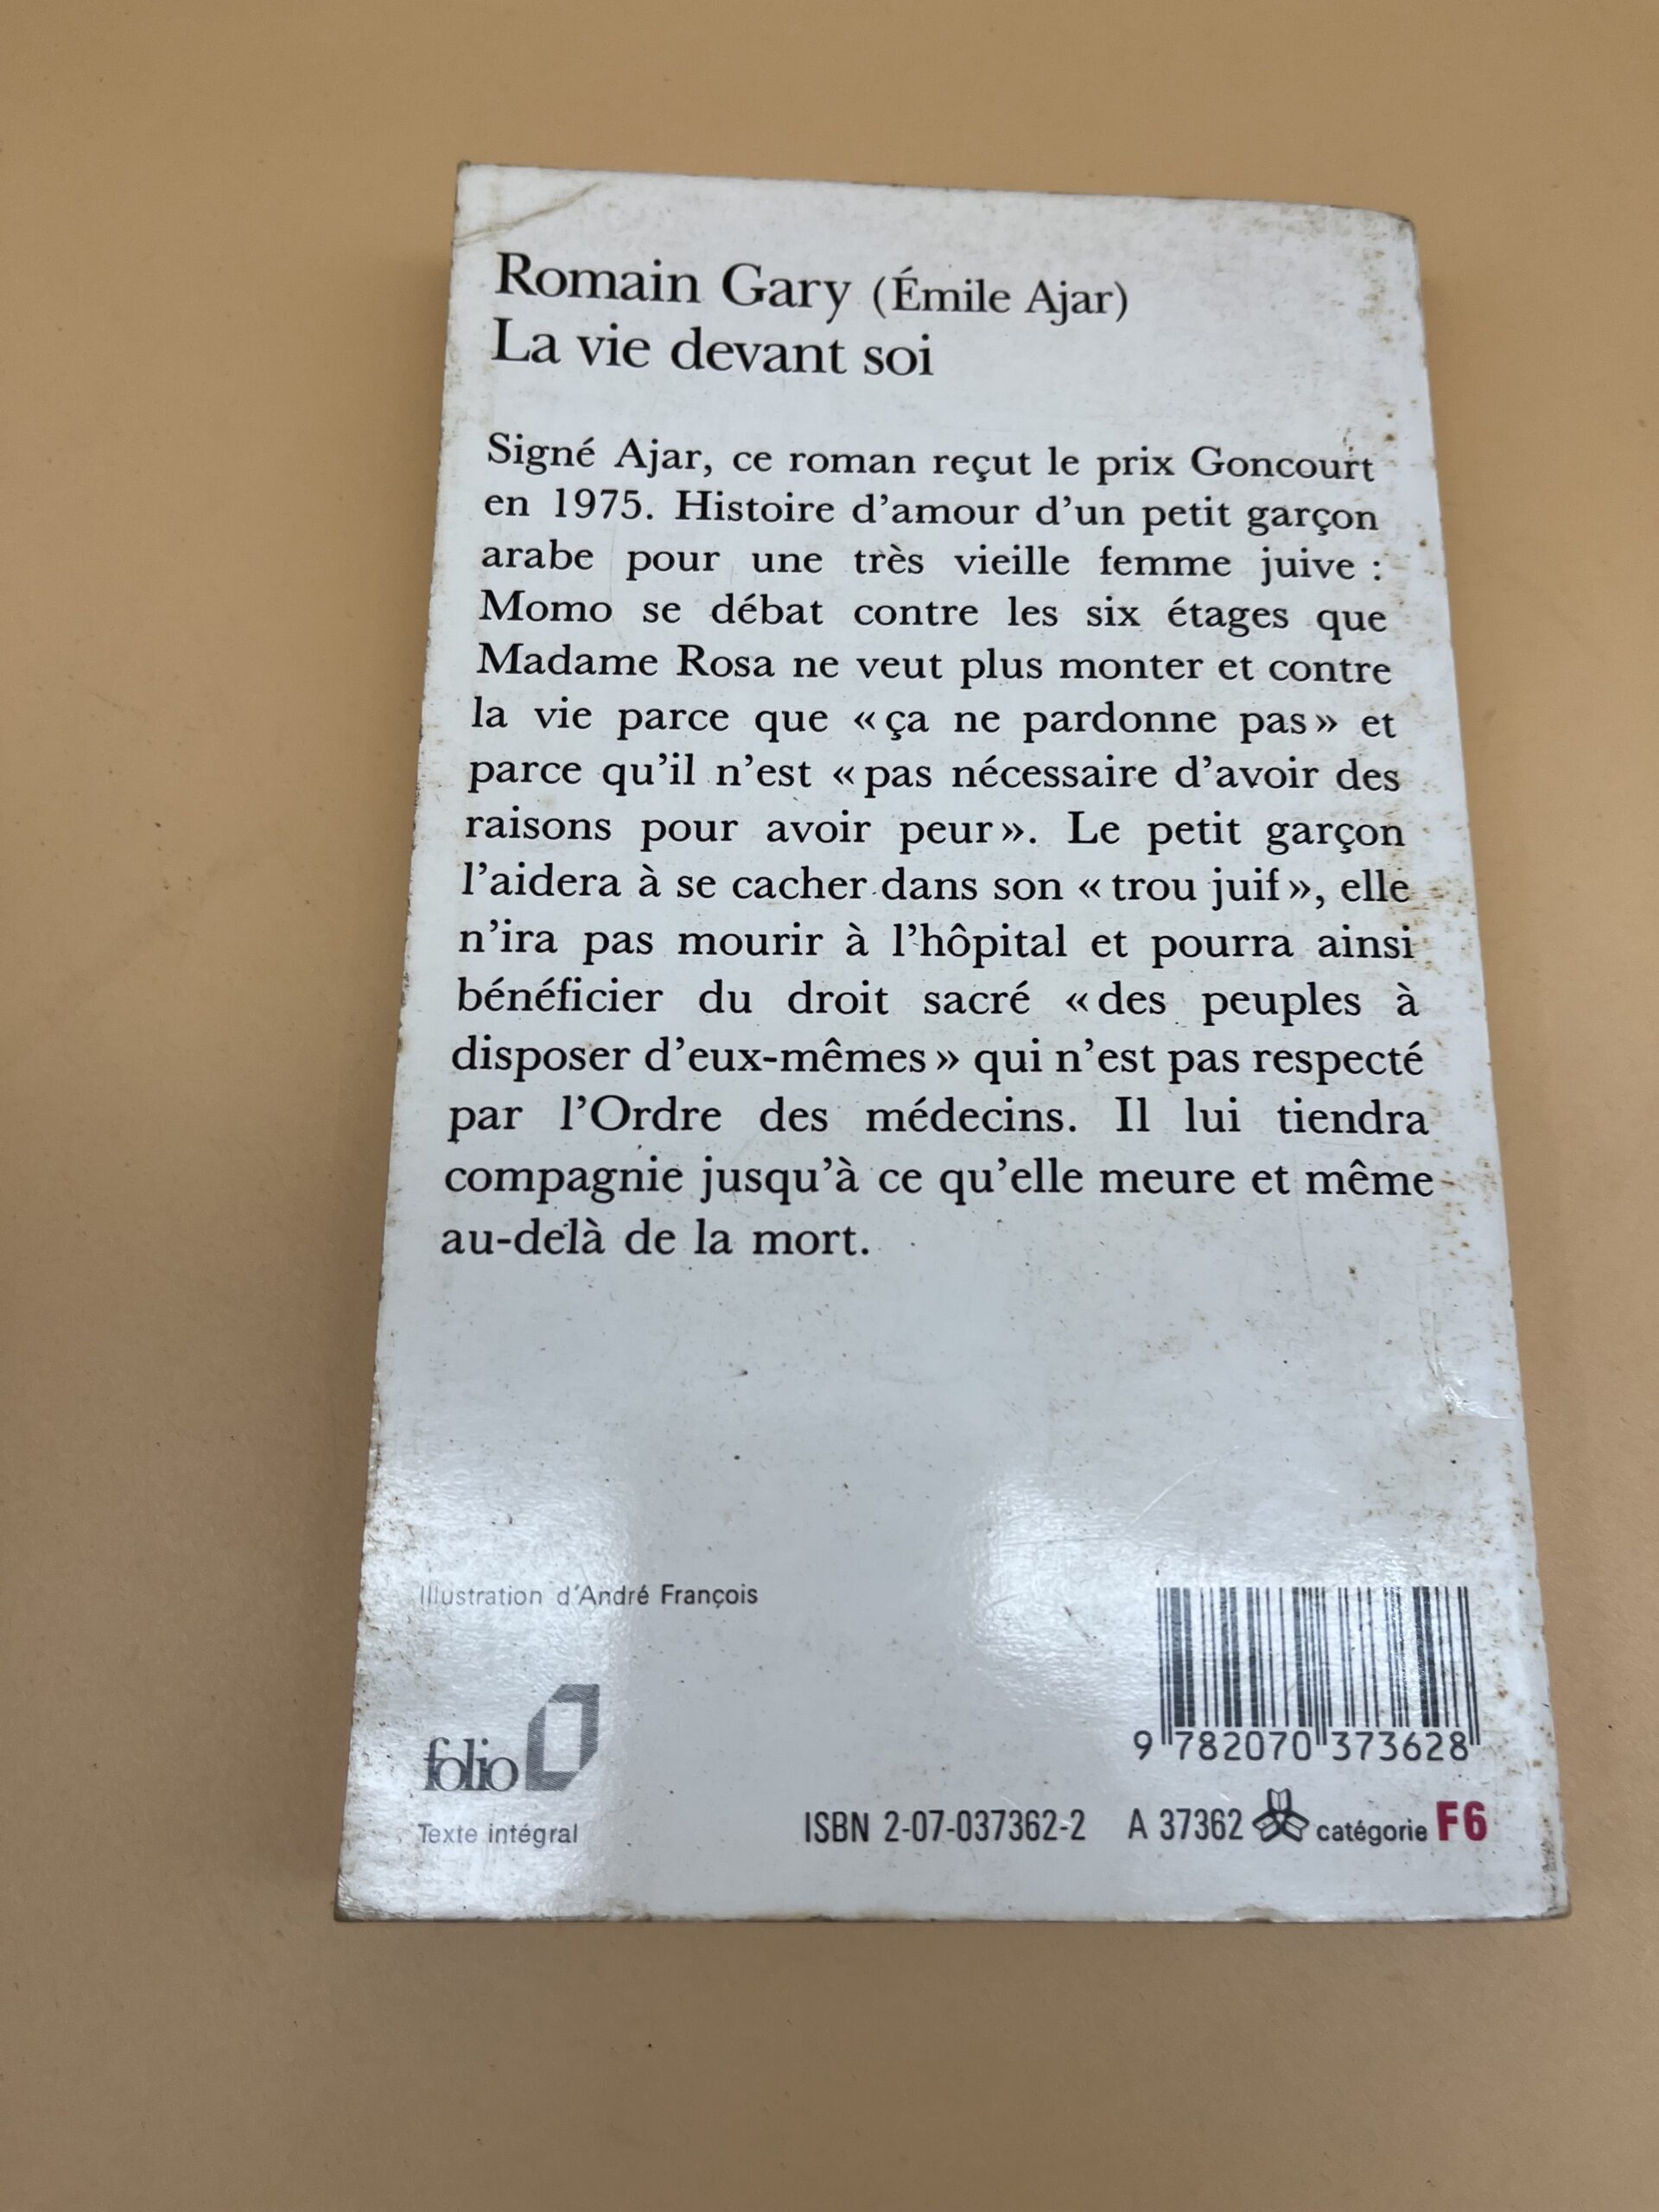 Romain Gary (Émile Ajar)
La vie devant soi
Signé Ajar, ce roman reçut le prix Goncourt
en 1975. Histoire d'amour d'un petit garçon
arabe pour une très vieille femme juive :
Momo se débat contre les six étages que
Madame Rosa ne veut plus monter et contre
la vie parce que « ça ne pardonne pas » et
parce qu'il n'est « pas nécessaire d'avoir des
raisons pour avoir peur ». Le petit garçon
l'aidera à se cacher dans son « trou juif », elle
n'ira pas mourir à l'hôpital et pourra ainsi
bénéficier du droit sacré « des peuples à
disposer d'eux-mêmes » qui n'est pas respecté
par l'Ordre des médecins. Il lui tiendra
compagnie jusqu'à ce qu'elle meure et même
au-delà de la mort.
Illustration d'André François
9 782070 373628
folio
Texte intégral
ISBN 2-07-037362-2 A 37362 catégorie F6